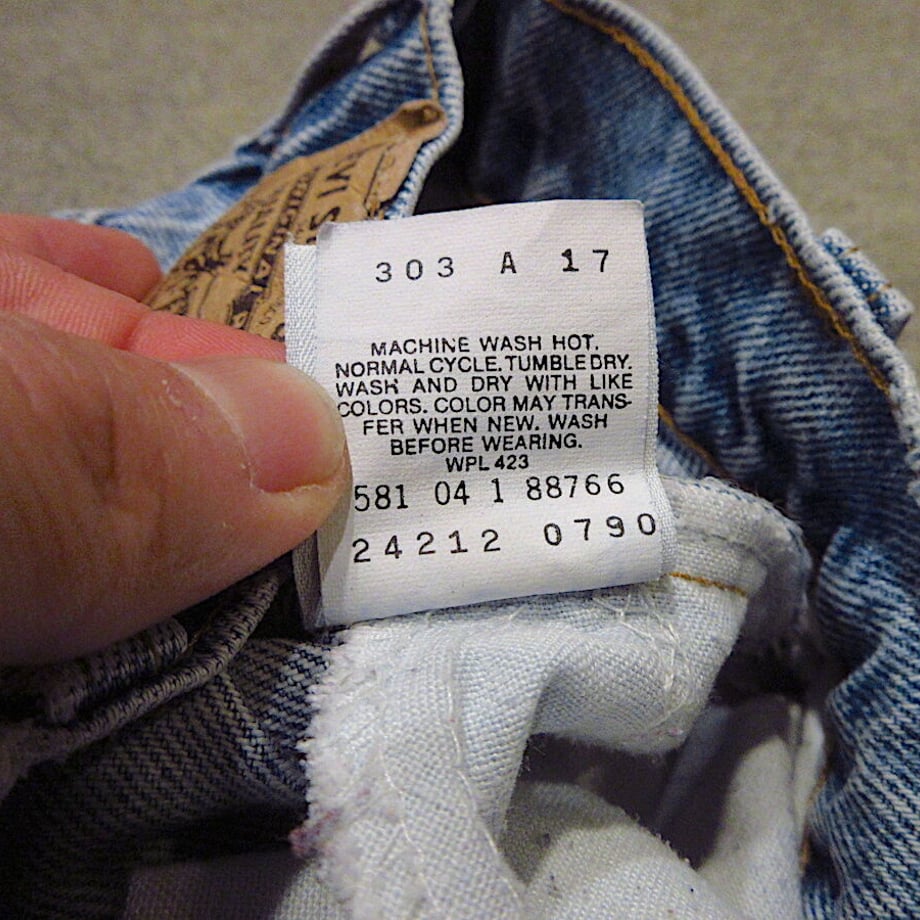 303 A 17
MACHINE WASH HOT.
NORMAL CYCLE. TUMBLE DRY.
WASH AND DRY WITH LIKE
COLORS. COLOR MAY TRANS-
FER WHEN NEW. WASH
BEFORE WEARING.
WPL 423
581 04 1 88766
24212 0790